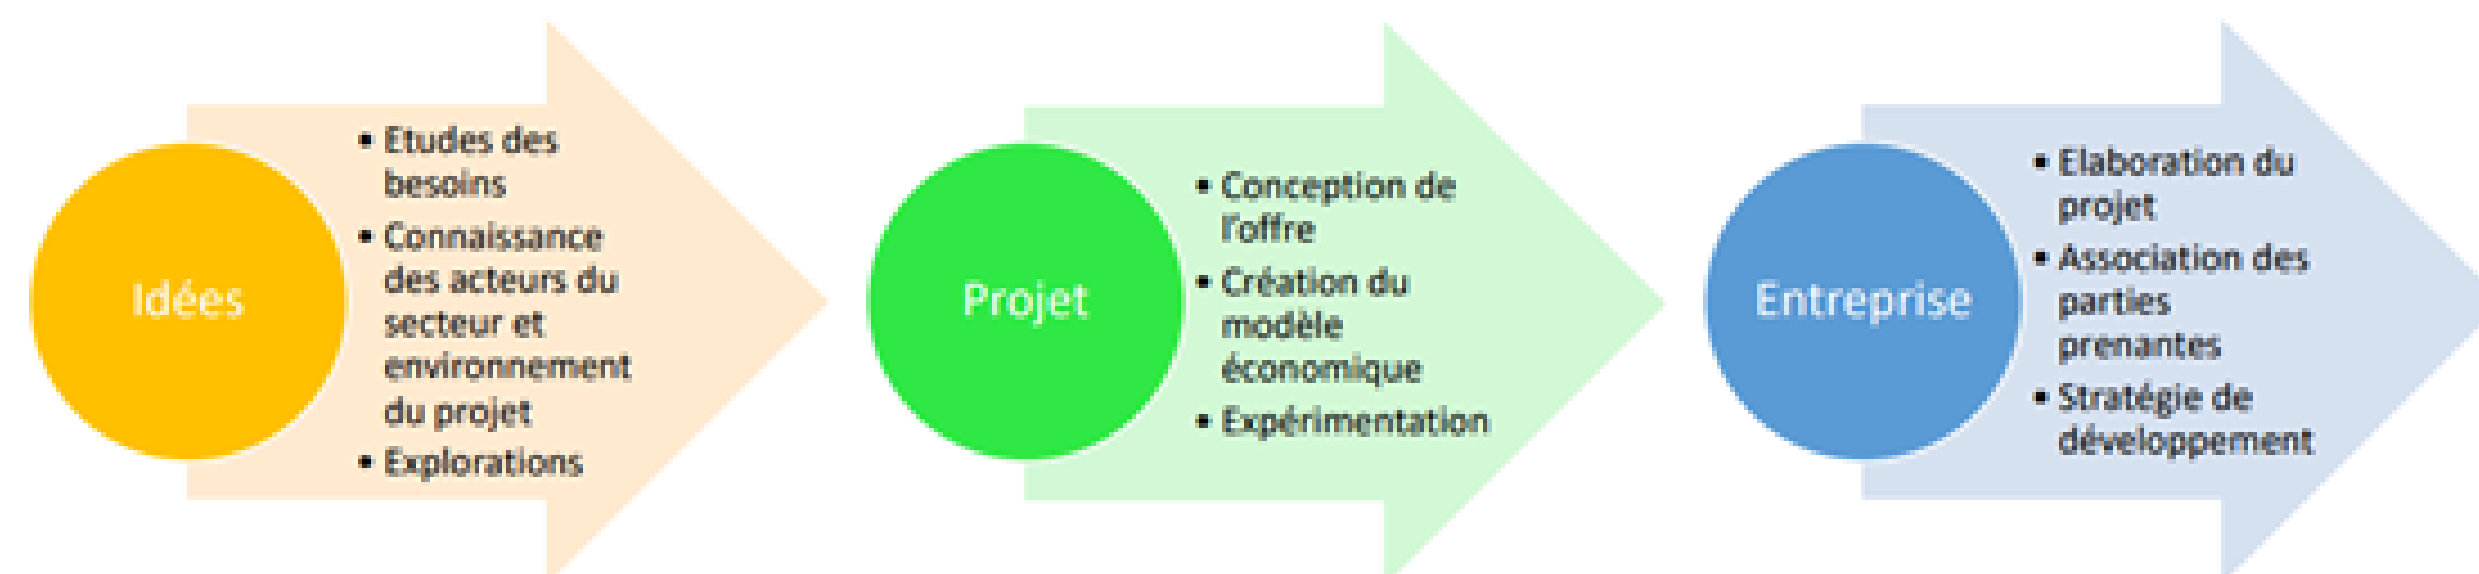 Idées
• Etudes des
besoins
• Connaissance
des acteurs du
secteur et
environnement
du projet
• Explorations
Projet
• Conception de
l'offre
• Création du
modèle
économique
• Expérimentation
Entreprise
• Elaboration du
projet
• Association des
parties
prenantes
• Stratégie de
développement